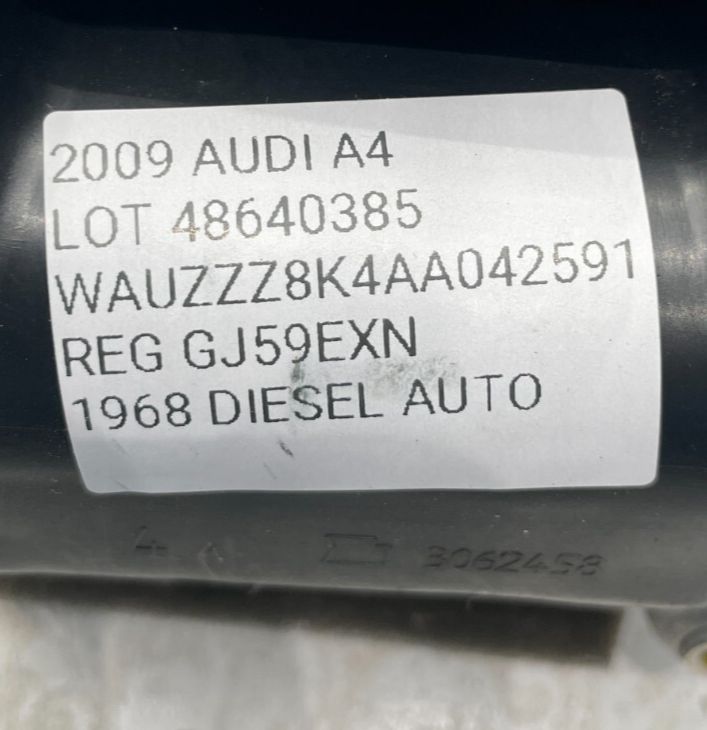 2009 AUDI A4
LOT 48640385
WAUZZZ8K4AA042591
REG GJ59EXN
1968 DIESEL AUTO
3062458